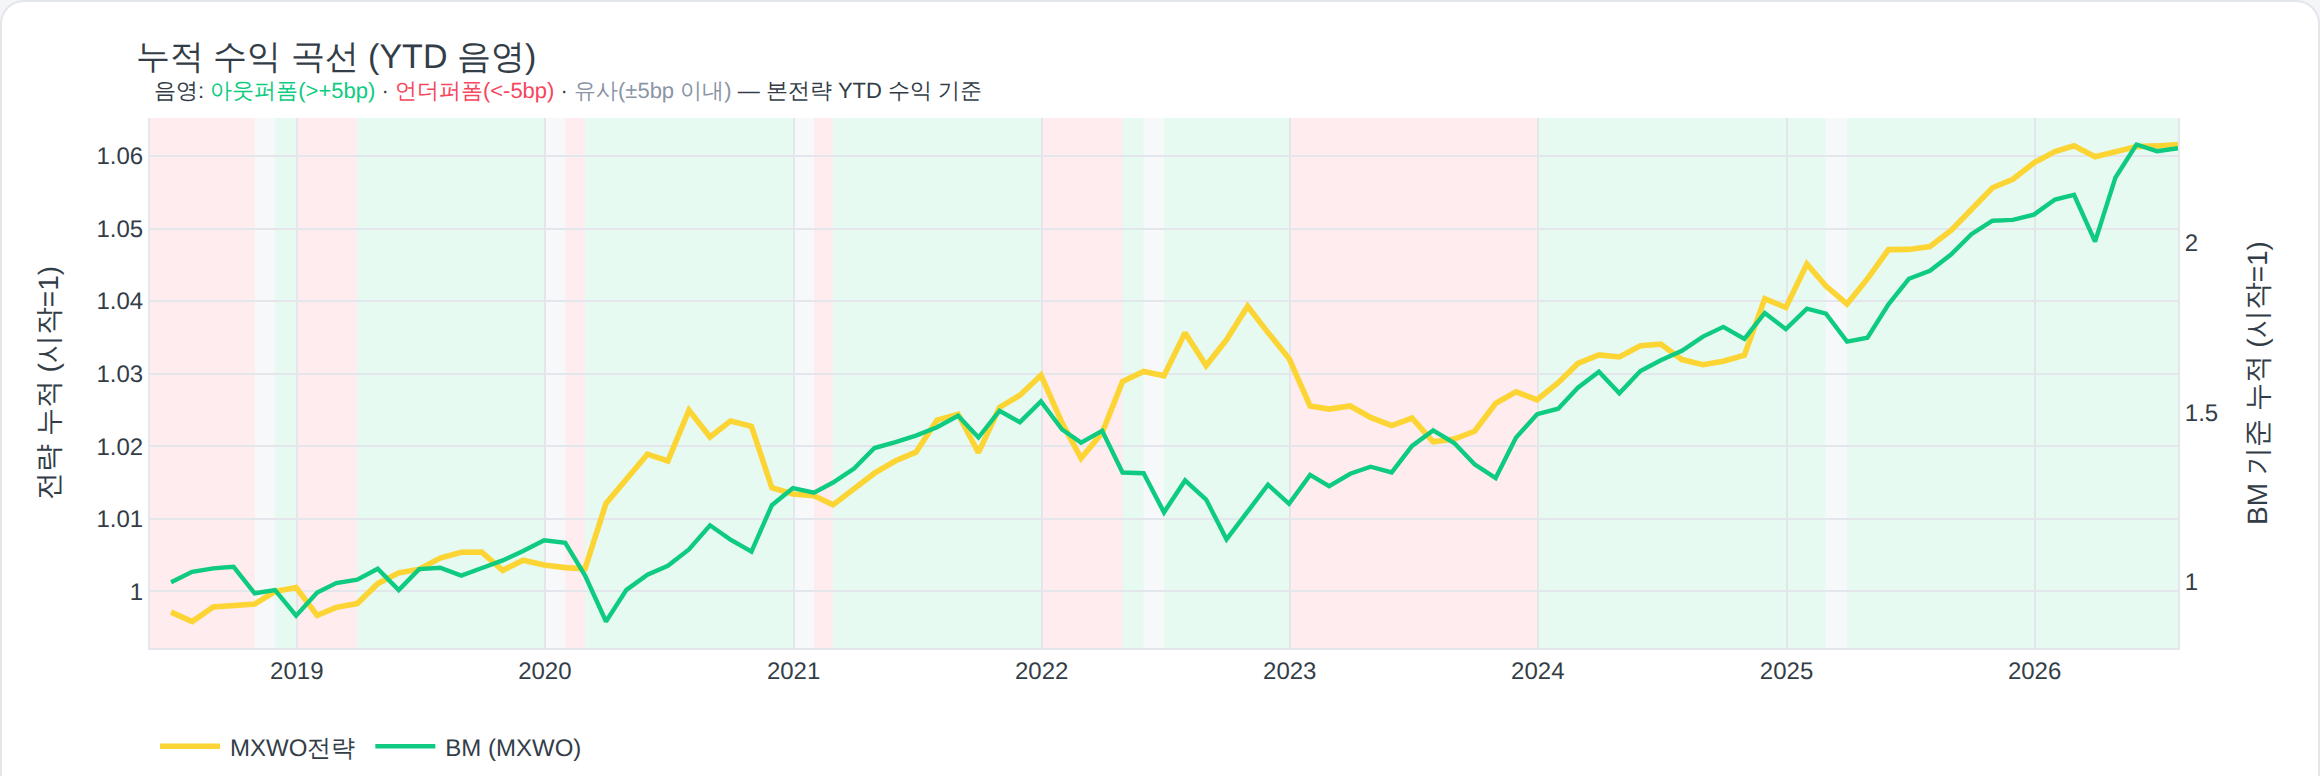 누적 수익 곡선 (YTD 음영)
음영: 아웃퍼폼(>+5bp) · 언더퍼폼(<-5bp) · 유사(±5bp 이내) — 본전략 YTD 수익 기준
1.06
1.05
1.04
1.03
1.02
1.01
1
전략 누적 (시작=1)
2
1.5
1
BM 기준 누적 (시작=1)
2019 2020 2021 2022 2023 2024 2025 2026
MXWO전략 BM (MXWO)